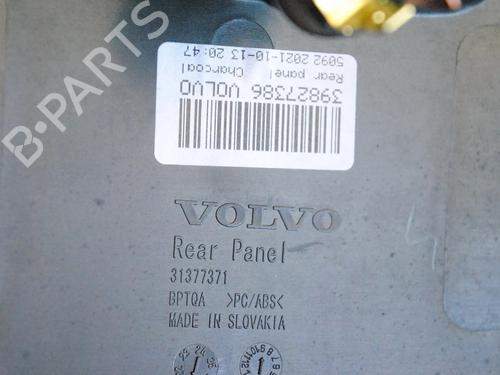 B-PARTS
39827386 VOLVO
Rear panel Charcoal
5092 2021-10-13 20:47
VOLVO
Rear Panel
31377371
BPTQA >PC/ABS<
MADE IN SLOVAKIA